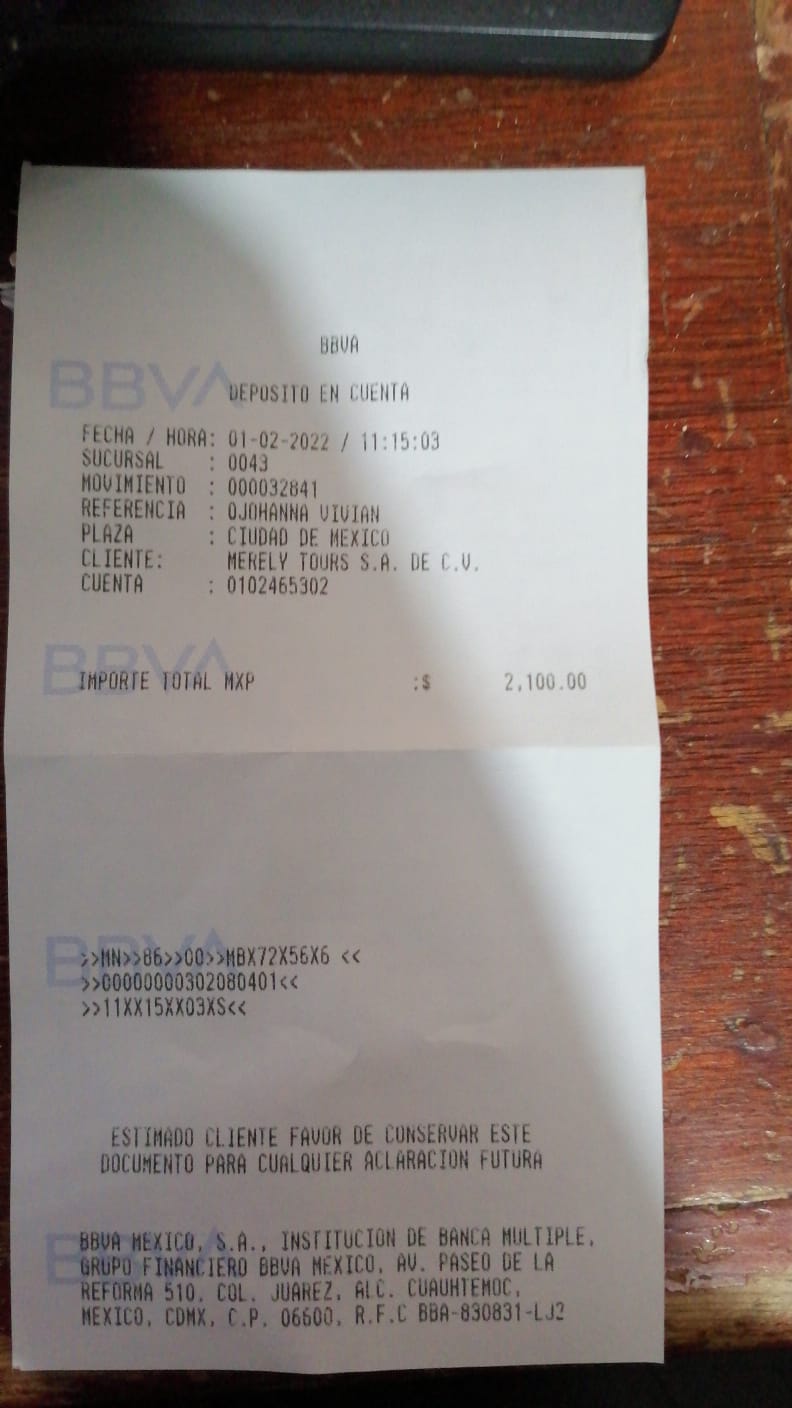 BBVA
BBVA
DEPOSITO EN CUENTA
FECHA / HORA: 01-02-2022 / 11:15:03
SUCURSAL : 0043
MOVIMIENTO : 000032841
REFERENCIA : OJOHANNA VIVIAN
PLAZA : CIUDAD DE MEXICO
CLIENTE: MERELY TOURS S.A. DE C.V.
CUENTA : 0102465302
BBVA
IMPORTE TOTAL MXP :$ 2,100.00
BBVA
>>MN>>86>>00>>MBX72X56X6 <<
>>00000000302080401<<
>>11XX15XX03XS<<
ESTIMADO CLIENTE FAVOR DE CONSERVAR ESTE
DOCUMENTO PARA CUALQUIER ACLARACION FUTURA
BBVA
BBVA MEXICO, S.A., INSTITUCION DE BANCA MULTIPLE,
GRUPO FINANCIERO BBVA MEXICO, AV. PASEO DE LA
REFORMA 510, COL. JUAREZ, ALC. CUAUHTEMOC,
MEXICO, CDMX, C.P. 06600, R.F.C BBA-830831-LJ2